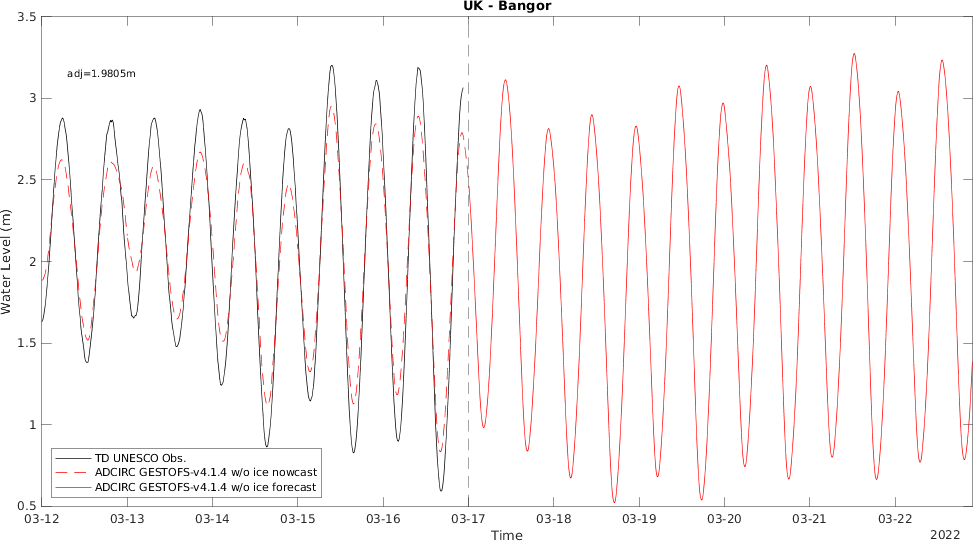 UK - Bangor
3.5
3
2.5
2
1.5
1
0.5
Water Level (m)
adj=1.9805m
TD UNESCO Obs.
ADCIRC GESTOFS-v4.1.4 w/o ice nowcast
ADCIRC GESTOFS-v4.1.4 w/o ice forecast
03-12 03-13 03-14 03-15 03-16 03-17 03-18 03-19 03-20 03-21 03-22
Time
2022